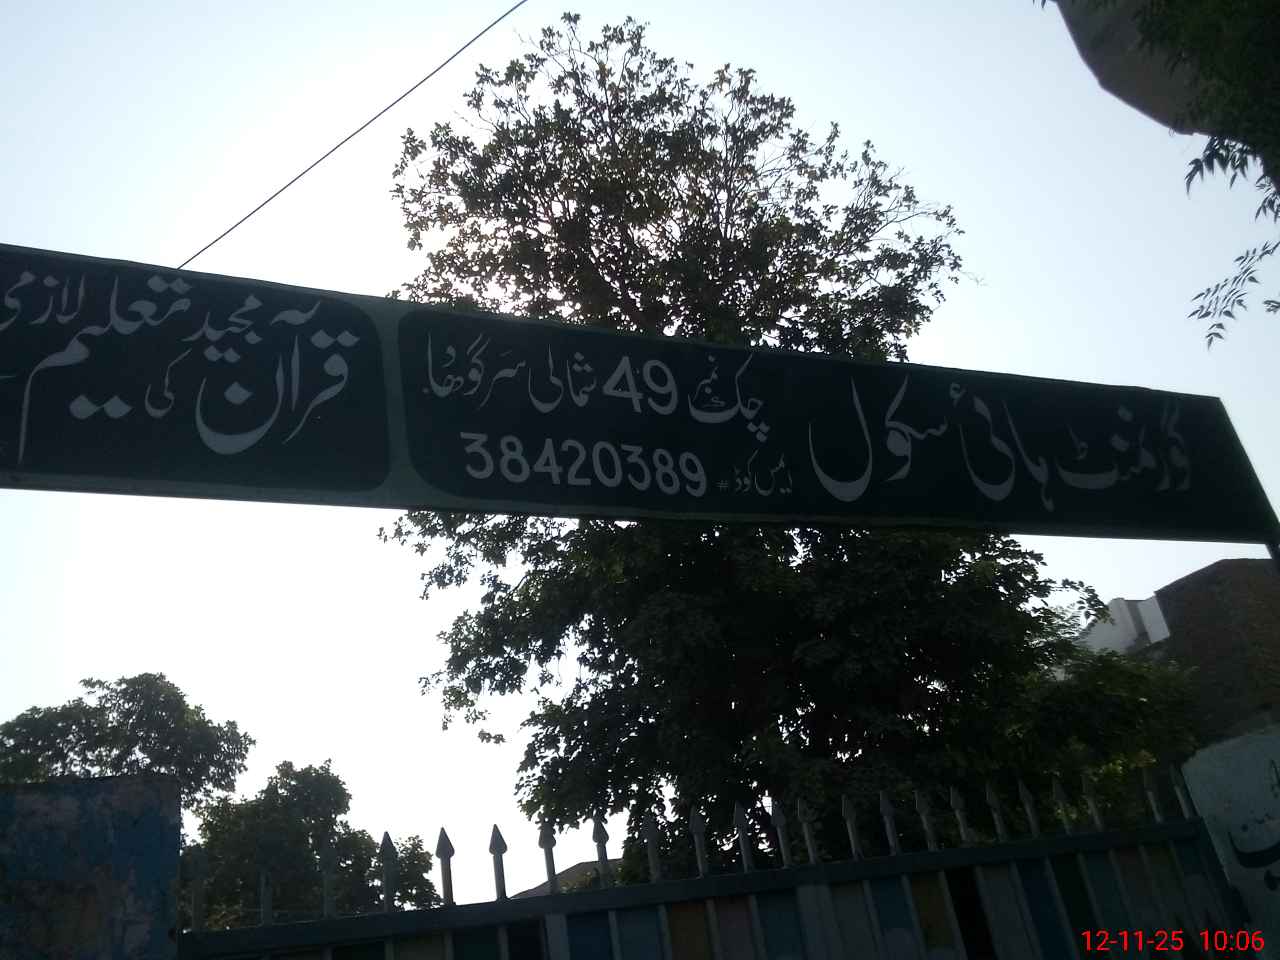 گورنمنٹ ہائی سکول
چک نمبر 49 شمالی سرگودھا
ایمس کوڈ # 38420389
قرآن مجید کی تعلیم
لازمی
12-11-25 10:06